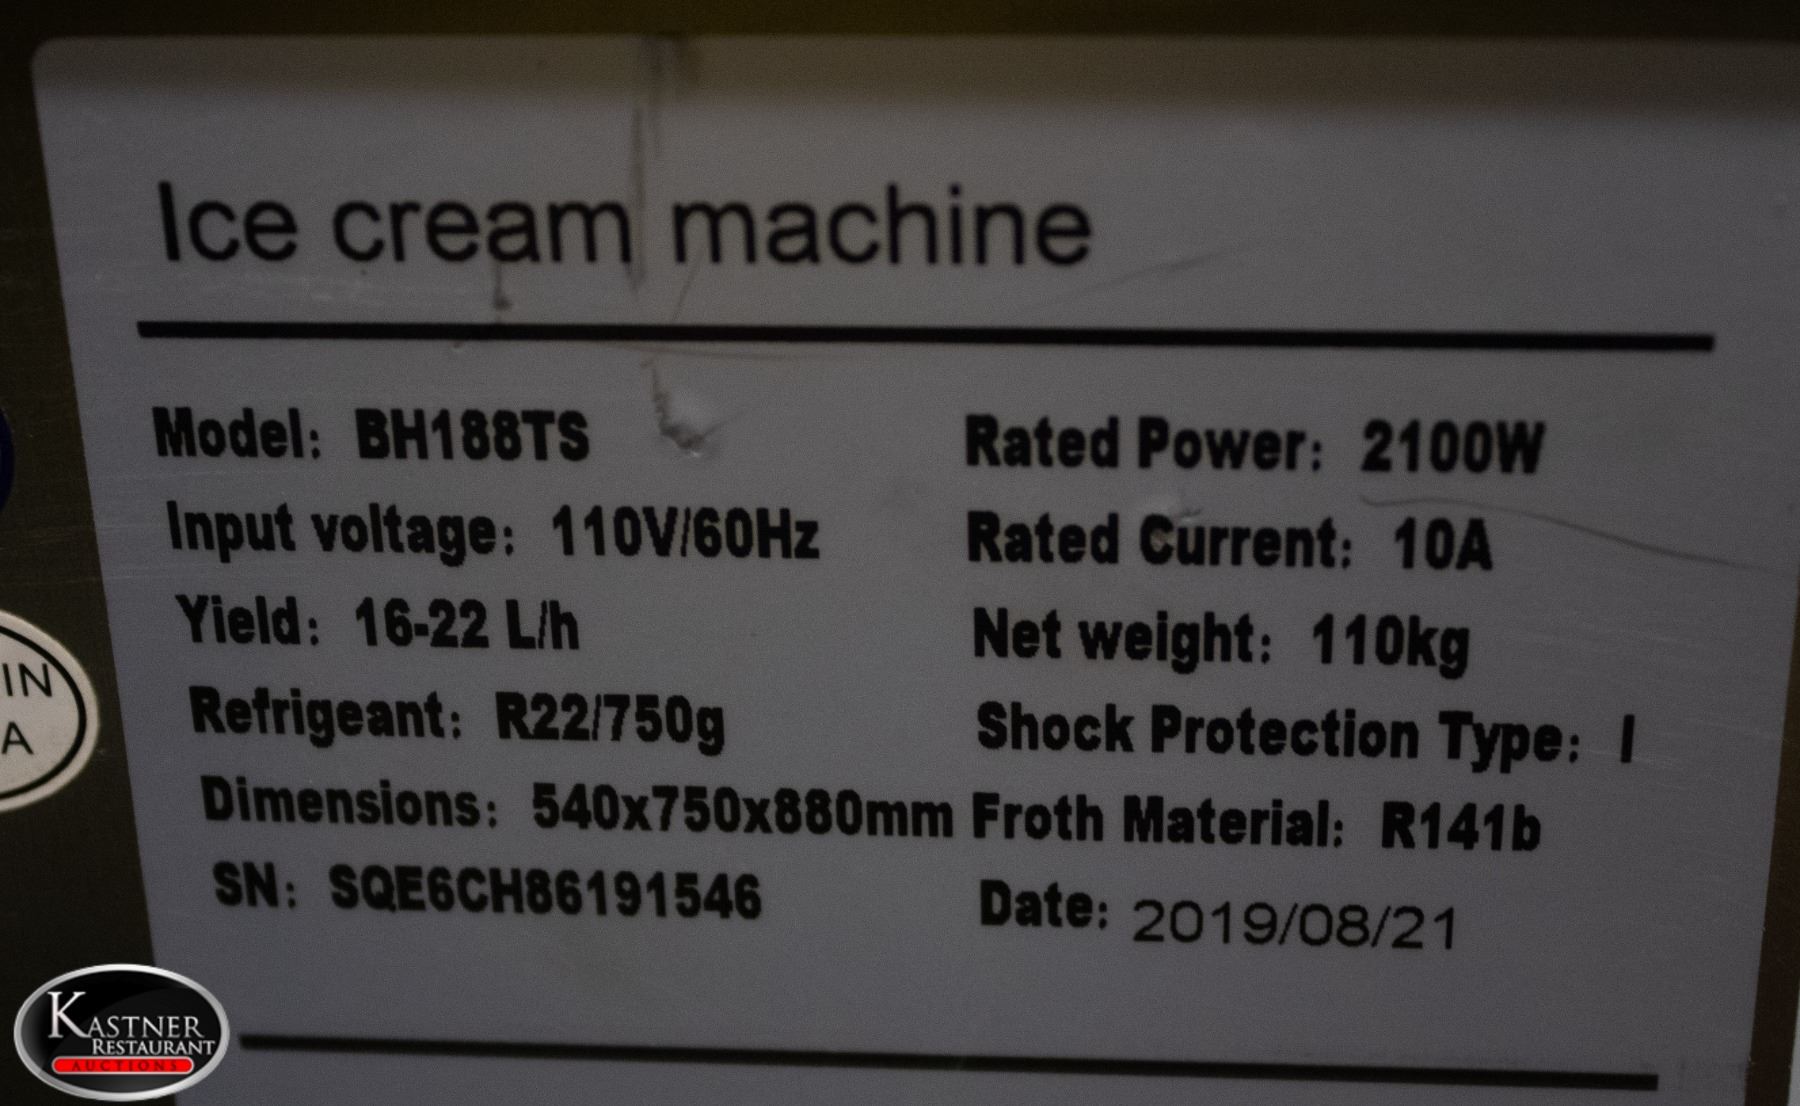 Ice cream machine
Model: BH188TS
Rated Power: 2100W
Input voltage: 110V/60Hz
Rated Current: 10A
Yield: 16-22 L/h
Net weight: 110kg
Refrigeant: R22/750g
Shock Protection Type: I
Dimensions: 540x750x880mm
Froth Material: R141b
SN: SQE6CH86191546
Date: 2019/08/21
IN
A
KASTNER
RESTAURANT
AUCTIONS